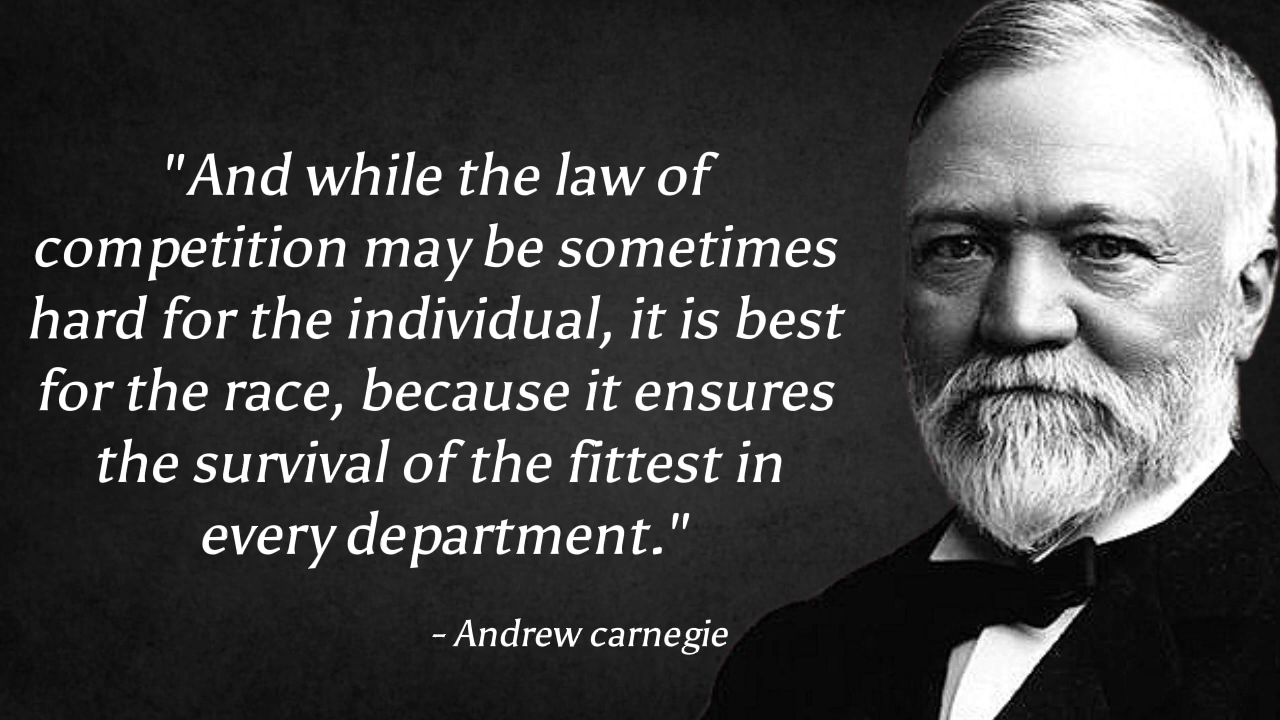 "And while the law of
competition may be sometimes
hard for the individual, it is best
for the race, because it ensures
the survival of the fittest in
every department."
- Andrew carnegie